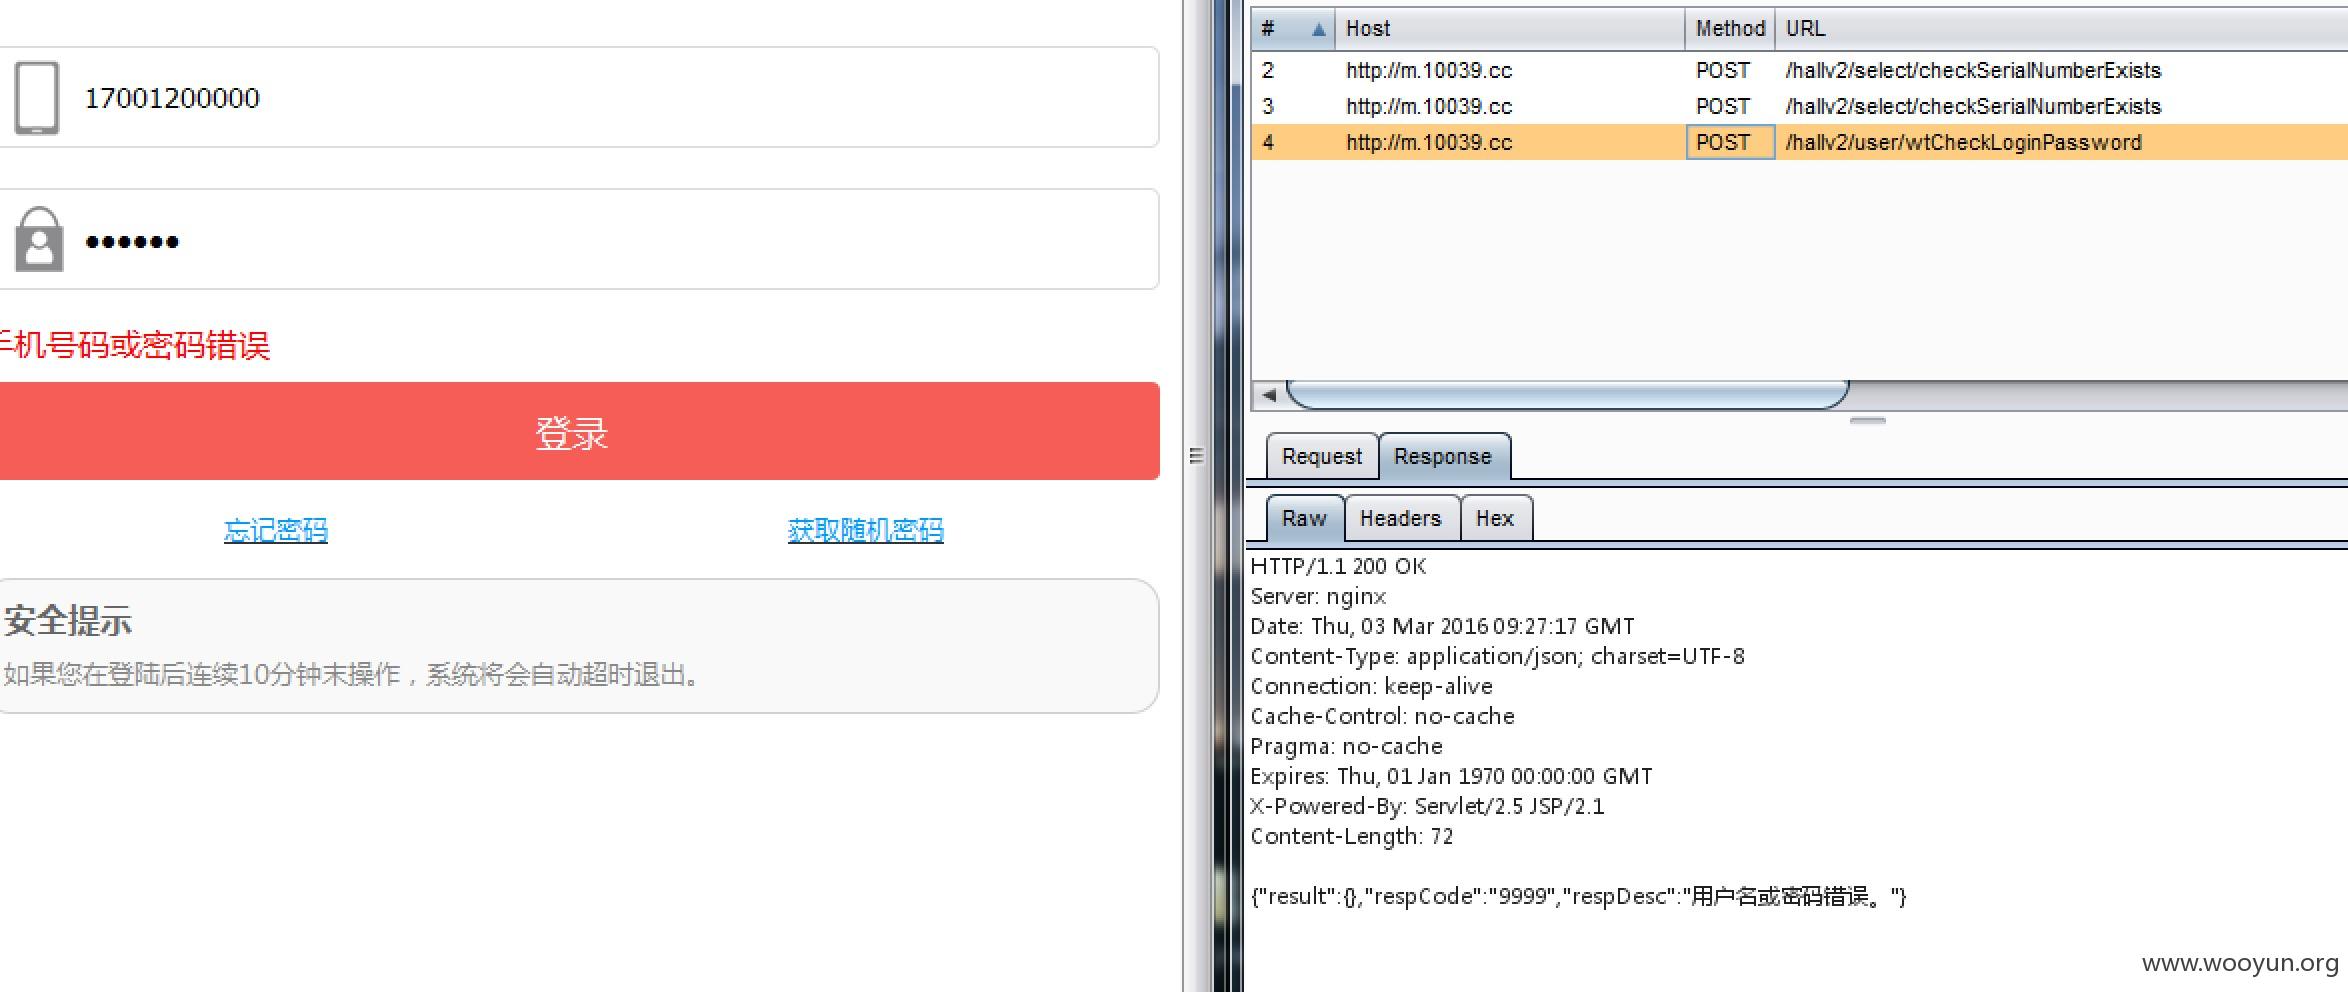 17001200000
••••••
手机号码或密码错误
登录
忘记密码 获取随机密码
安全提示
如果您在登陆后连续10分钟末操作，系统将会自动超时退出。
# Host Method URL
2 http://m.10039.cc POST /hallv2/select/checkSerialNumberExists
3 http://m.10039.cc POST /hallv2/select/checkSerialNumberExists
4 http://m.10039.cc POST /hallv2/user/wtCheckLoginPassword
Request Response
Raw Headers Hex
HTTP/1.1 200 OK
Server: nginx
Date: Thu, 03 Mar 2016 09:27:17 GMT
Content-Type: application/json; charset=UTF-8
Connection: keep-alive
Cache-Control: no-cache
Pragma: no-cache
Expires: Thu, 01 Jan 1970 00:00:00 GMT
X-Powered-By: Servlet/2.5 JSP/2.1
Content-Length: 72
{"result":{},"respCode":"9999","respDesc":"用户名或密码错误。"}
www.wooyun.org